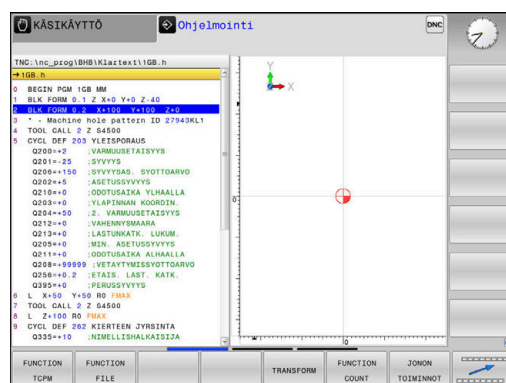 KÄSIKÄYTTÖ
Ohjelmointi
DNC
TNC:\nc_prog\BHB\Klartext\1GB.h
→1GB.h
0 BEGIN PGM 1GB MM
1 BLK FORM 0.1 Z X+0 Y+0 Z-40
2 BLK FORM 0.2 X+100 Y+100 Z+0
3 * - Machine hole pattern ID 27943KL1
4 TOOL CALL 2 Z S4500
5 CYCL DEF 203 YLEISPORAUS
Q200=+2 ;VARMUUSETAISYYS
Q201=-25 ;SYVYYS
Q206=+150 ;SYVYYSAS. SYOTTOARVO
Q202=+5 ;ASETUSSYVYYS
Q210=+0 ;ODOTUSAIKA YLHAALLA
Q203=+0 ;YLAPINNAN KOORDIN.
Q204=+50 ;2. VARMUUSETAISYYS
Q212=+0 ;VAHENNYSMAARA
Q213=+0 ;LASTUNKATK. LUKUM.
Q205=+0 ;MIN. ASETUSSYVYYS
Q211=+0 ;ODOTUSAIKA ALHAALLA
Q208=+99999 ;VETAYTYMISSYOTTOARVO
Q256=+0.2 ;ETAIS. LAST. KATK.
Q395=+0 ;PERUSSYVYYS
6 L X+50 Y+50 R0 FMAX
7 TOOL CALL 2 Z S4500
8 L Z+100 R0 FMAX
9 CYCL DEF 262 KIERTEEN JYRSINTA
Q335=+10 ;NIMELLISHALKAISIJA
Y
X
0
0
FUNCTION TCPM
FUNCTION FILE
TRANSFORM
FUNCTION COUNT
JONON TOIMINNOT